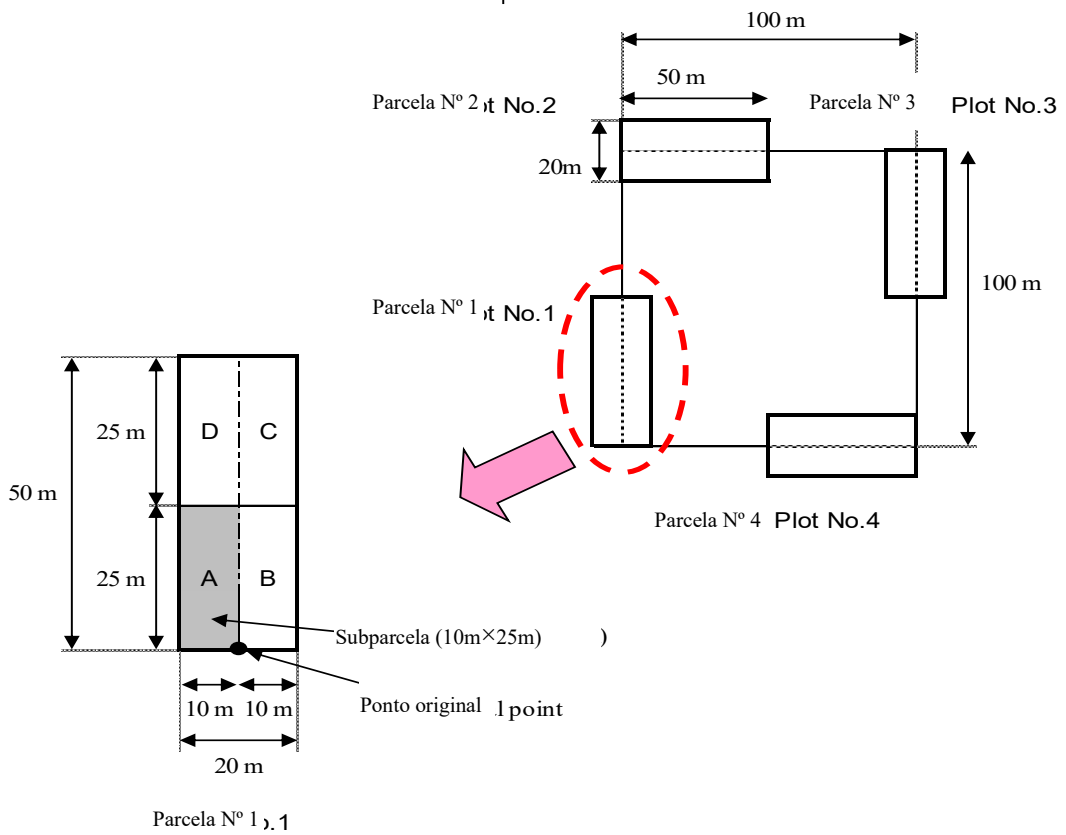 100 m
50 m
Parcela Nº 2 t No.2
Parcela Nº 3 Plot No.3
20m
100 m
Parcela Nº 1 t No.1
25 m
D C
50 m
Parcela Nº 4 Plot No.4
25 m
A B
Subparcela (10m×25m) )
10 m 10 m
Ponto original l point
20 m
Parcela Nº 1 .1